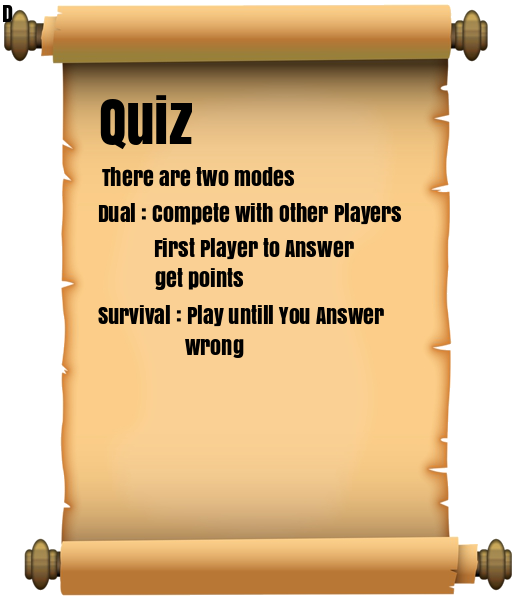 D
Quiz
There are two modes
Dual : Compete with Other Players
First Player to Answer
get points
Survival : Play untill You Answer
wrong